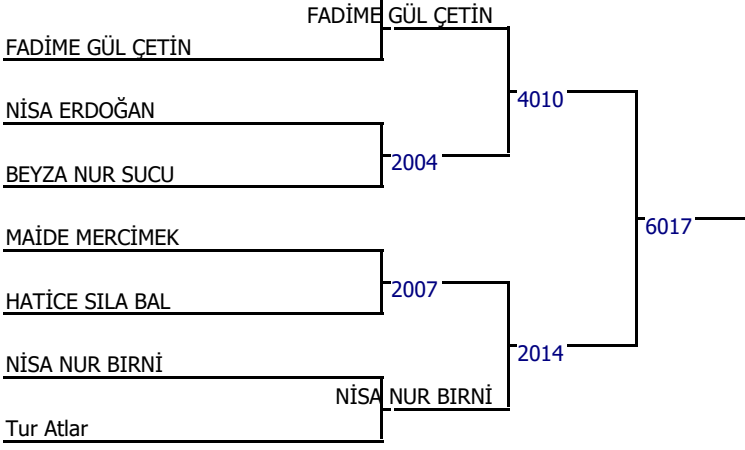 FADİME GÜL ÇETİN
FADİME GÜL ÇETİN
4010
NİSA ERDOĞAN
2004
BEYZA NUR SUCU
6017
MAİDE MERCİMEK
2007
HATİCE SILA BAL
2014
NİSA NUR BIRNİ
NİSA NUR BIRNİ
Tur Atlar